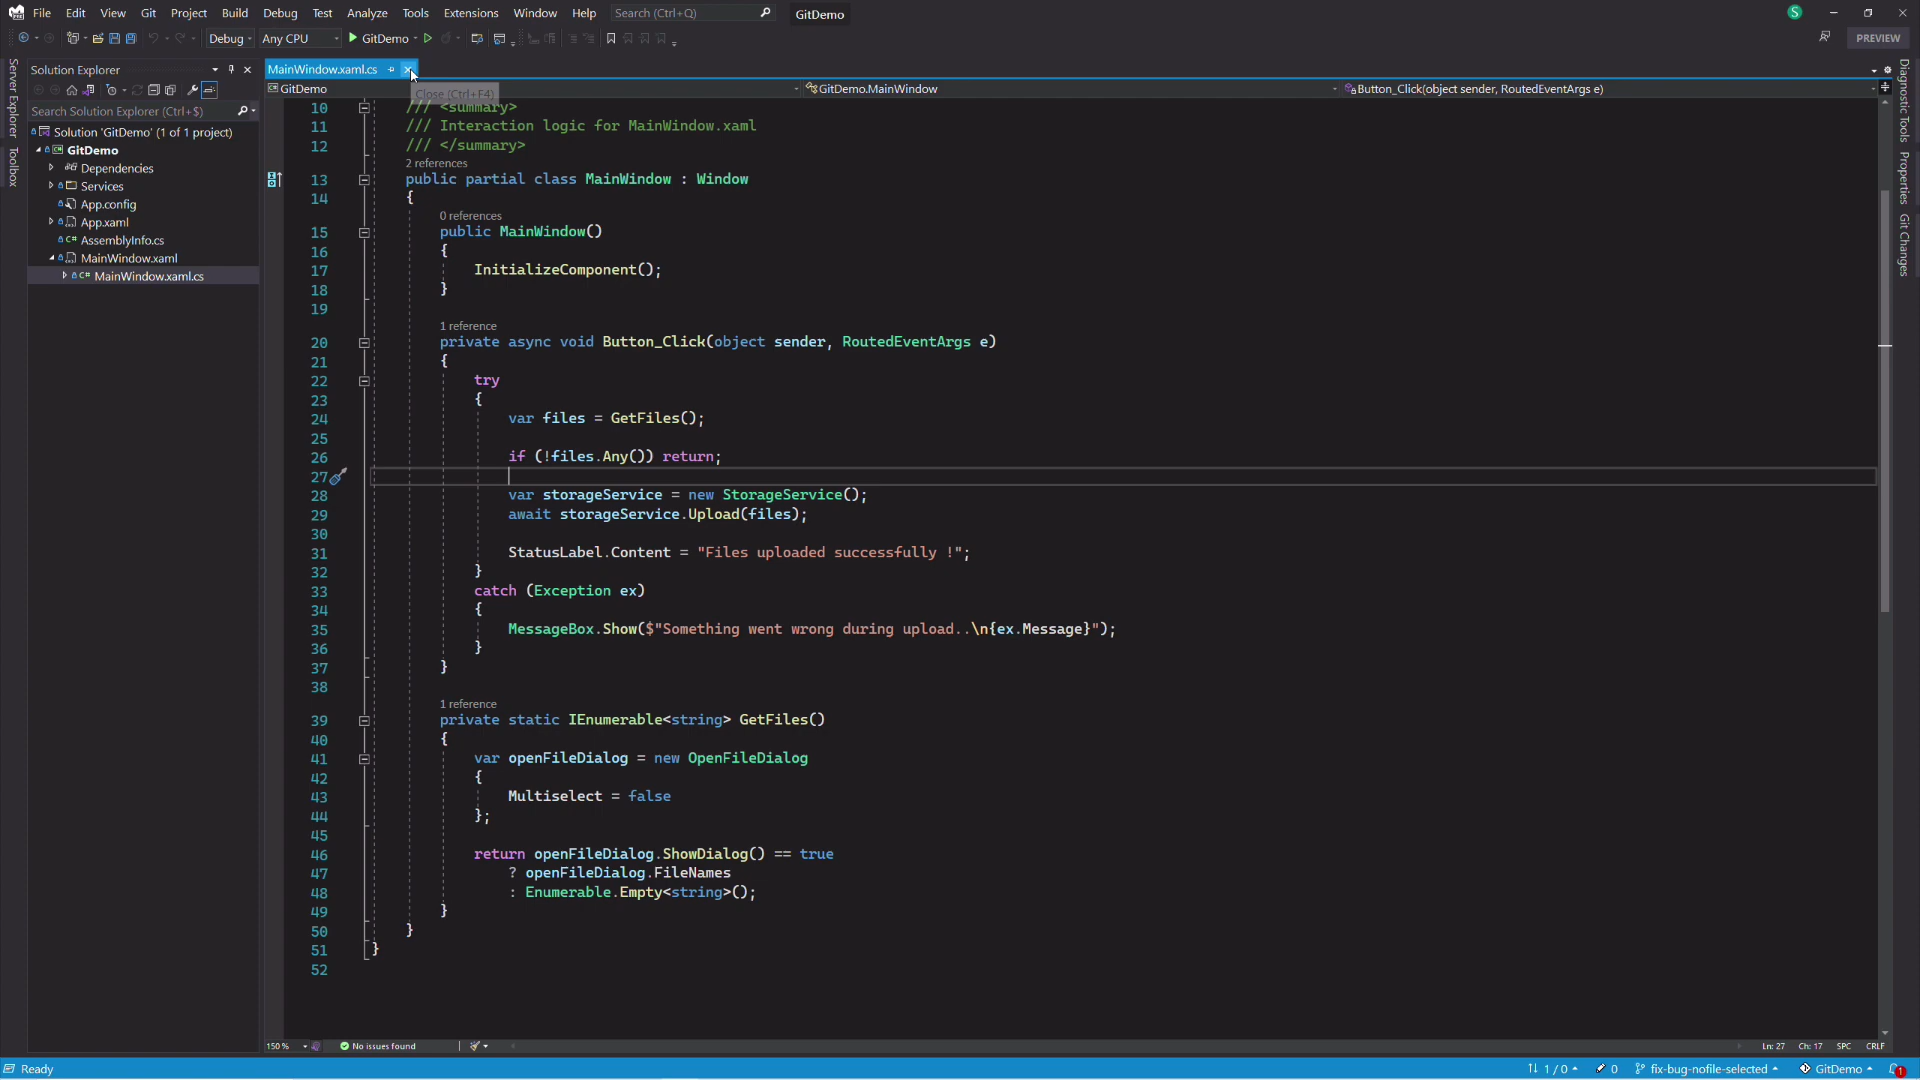 File Edit View Git Project Build Debug Test Analyze Tools Extensions Window Help Search (Ctrl+Q) GitDemo S
Debug Any CPU GitDemo PREVIEW
Server Explorer
Toolbox
Solution Explorer
Search Solution Explorer (Ctrl+$)
Solution 'GitDemo' (1 of 1 project)
GitDemo
Dependencies
Services
App.config
App.xaml
AssemblyInfo.cs
MainWindow.xaml
C# MainWindow.xaml.cs
MainWindow.xaml.cs
Close (Ctrl+F4)
GitDemo GitDemo.MainWindow Button_Click(object sender, RoutedEventArgs e)
10 /// <summary>
11 /// Interaction logic for MainWindow.xaml
12 /// </summary>
2 references
13 public partial class MainWindow : Window
14 {
0 references
15 public MainWindow()
16 {
17 InitializeComponent();
18 }
19
1 reference
20 private async void Button_Click(object sender, RoutedEventArgs e)
21 {
22 try
23 {
24 var files = GetFiles();
25
26 if (!files.Any()) return;
27
28 var storageService = new StorageService();
29 await storageService.Upload(files);
30
31 StatusLabel.Content = "Files uploaded successfully !";
32 }
33 catch (Exception ex)
34 {
35 MessageBox.Show($"Something went wrong during upload..\n{ex.Message}");
36 }
37 }
38
1 reference
39 private static IEnumerable<string> GetFiles()
40 {
41 var openFileDialog = new OpenFileDialog
42 {
43 Multiselect = false
44 };
45
46 return openFileDialog.ShowDialog() == true
47 ? openFileDialog.FileNames
48 : Enumerable.Empty<string>();
49 }
50 }
51 }
52
Diagnostic Tools
Properties
Git Changes
150 % No issues found Ln: 27 Ch: 17 SPC CRLF
Ready 1 / 0 0 fix-bug-nofile-selected GitDemo 1